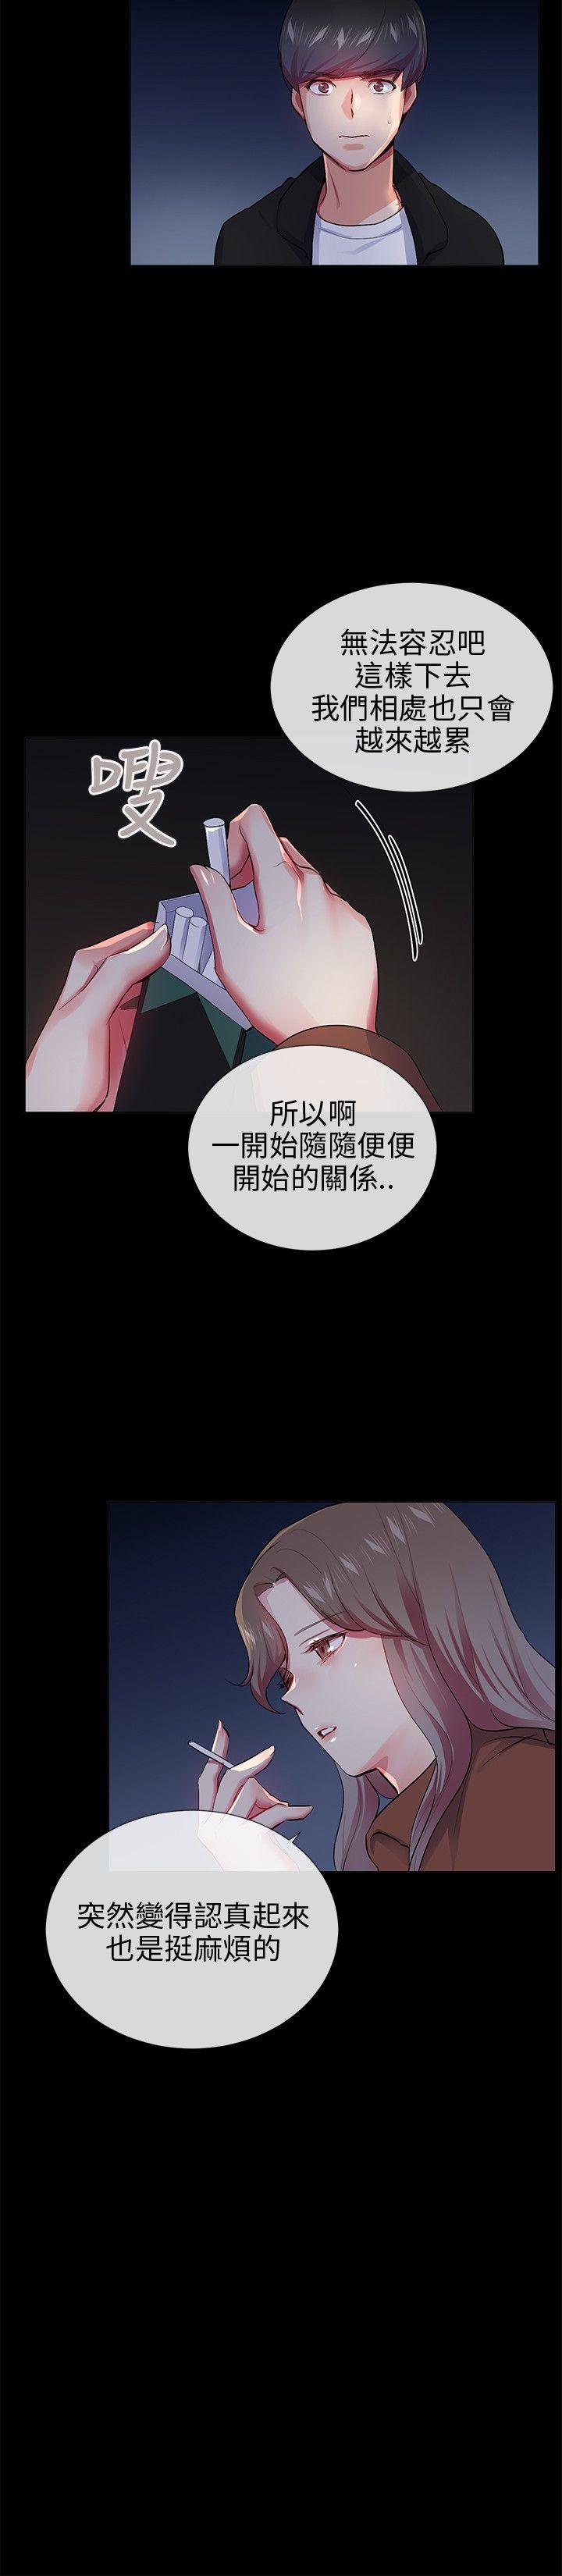 無法容忍吧
這樣下去
我們相處也只會
越來越累
嗖
所以啊
一開始隨隨便便
開始的關係..
突然變得認真起來
也是挺麻煩的